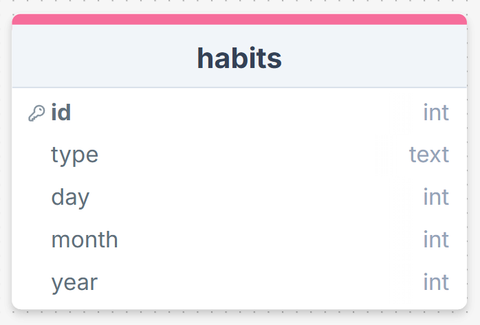 habits
id int
type text
day int
month int
year int